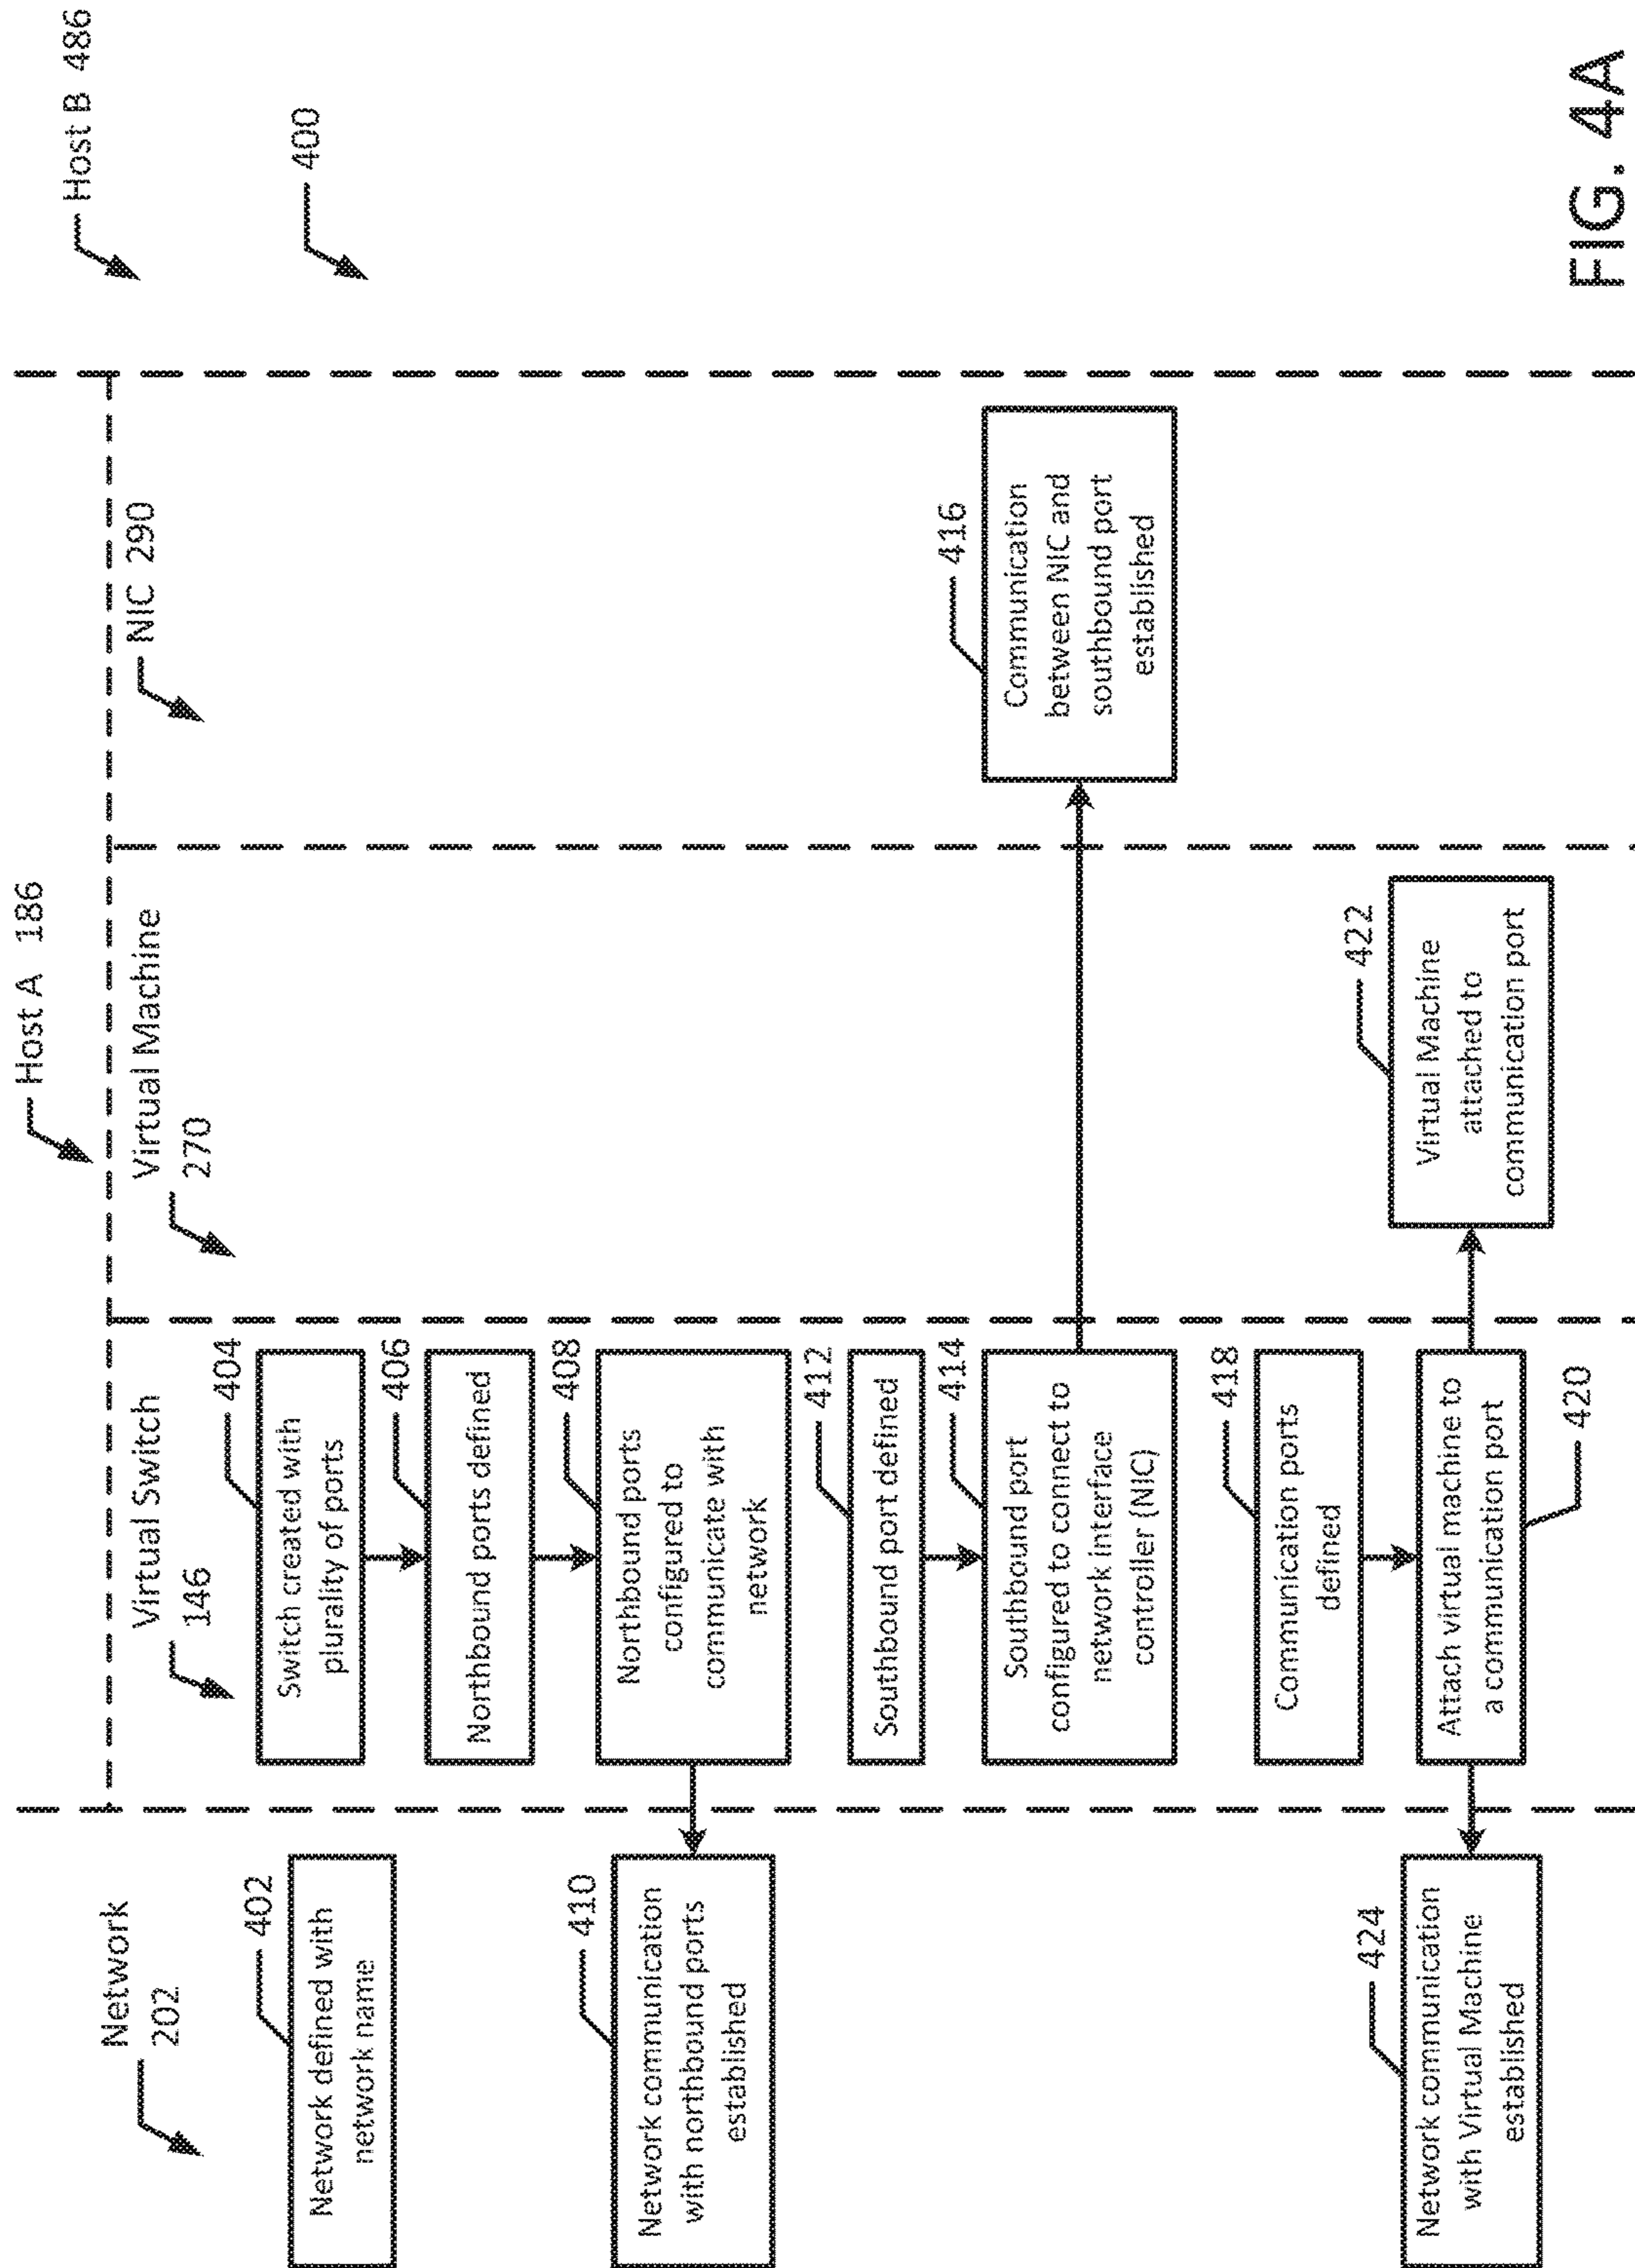 Host A 186
Host B 486
Network
202
Virtual Switch
146
Virtual Machine
270
NIC 290
400
402
Network defined with
network name
404
Switch created with
plurality of ports
406
Northbound ports defined
408
Northbound ports
configured to
communicate with
network
410
Network communication
with northbound ports
established
412
Southbound port defined
414
Southbound port
configured to connect to
network interface
controller (NIC)
416
Communication
between NIC and
southbound port
established
418
Communication ports
defined
Attach virtual machine to
a communication port
420
422
Virtual Machine
attached to
communication port
424
Network communication
with Virtual Machine
established
FIG. 4A